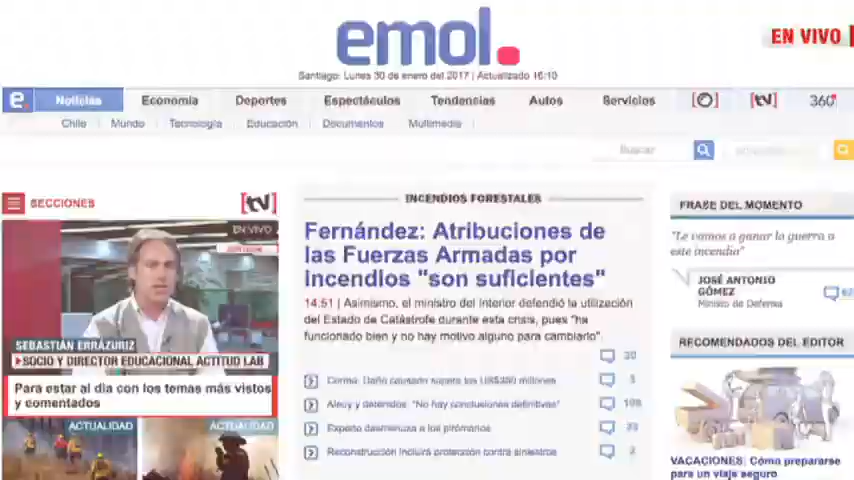 emol.
EN VIVO
Santiago: Lunes 30 de enero del 2017 | Actualizado 16:10
e. Noticias Economía Deportes Espectáculos Tendencias Autos Servicios [tv] 360°
Chile Mundo Tecnología Educación Documentos Multimedia
Buscar
SECCIONES [tv]
EN VIVO
SEBASTIÁN ERRÁZURIZ
SOCIO Y DIRECTOR EDUCACIONAL ACTITUD LAB
Para estar al día con los temas más vistos
y comentados
ACTUALIDAD ACTUALIDAD
INCENDIOS FORESTALES
Fernández: Atribuciones de
las Fuerzas Armadas por
incendios "son suficientes"
14:51 | Asimismo, el ministro del Interior defendió la utilización
del Estado de Catástrofe durante esta crisis, pues "ha
funcionado bien y no hay motivo alguno para cambiarlo".
Corma: Daño causado supera los US$350 millones
Aleuy y detenidos: "No hay conclusiones definitivas"
Experto desmenuza a los pirómanos
Reconstrucción incluirá protección contra siniestros
FRASE DEL MOMENTO
"Le vamos a ganar la guerra a
este incendio"
JOSÉ ANTONIO
GÓMEZ
Ministro de Defensa
RECOMENDADOS DEL EDITOR
VACACIONES: Cómo prepararse
para un viaje seguro